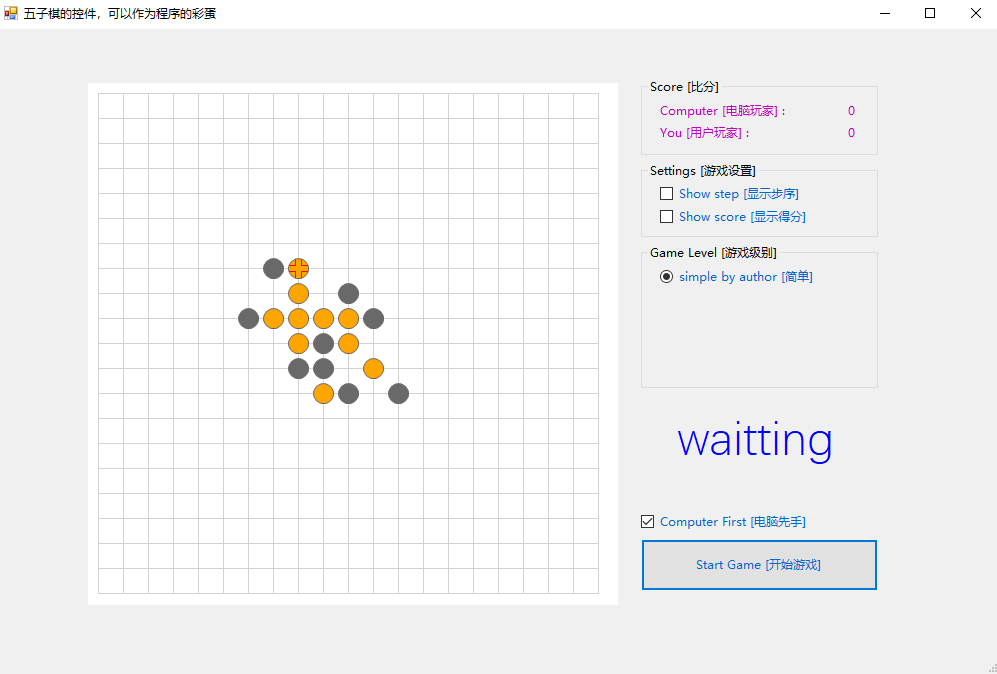 五子棋的控件，可以作为程序的彩蛋
Score [比分]
Computer [电脑玩家] : 0
You [用户玩家] : 0
Settings [游戏设置]
Show step [显示步序]
Show score [显示得分]
Game Level [游戏级别]
simple by author [简单]
waitting
Computer First [电脑先手]
Start Game [开始游戏]